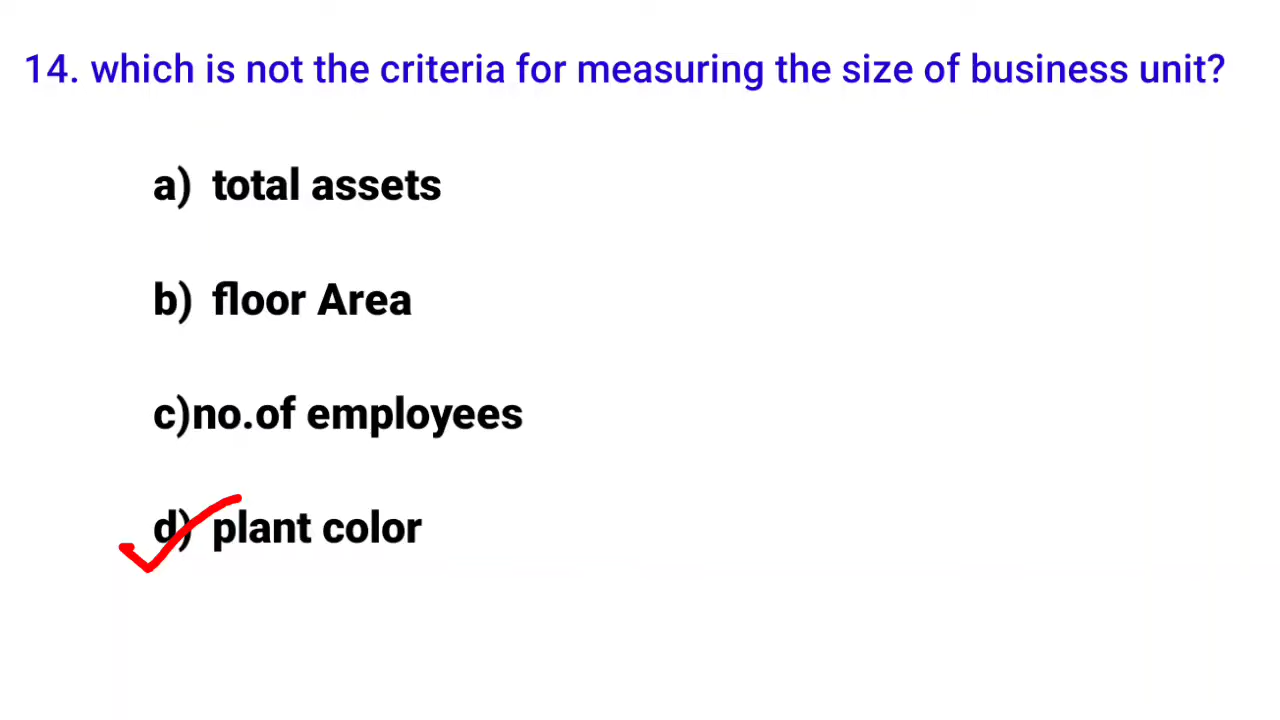 14. which is not the criteria for measuring the size of business unit?
a) total assets
b) floor Area
c)no.of employees
d) plant color